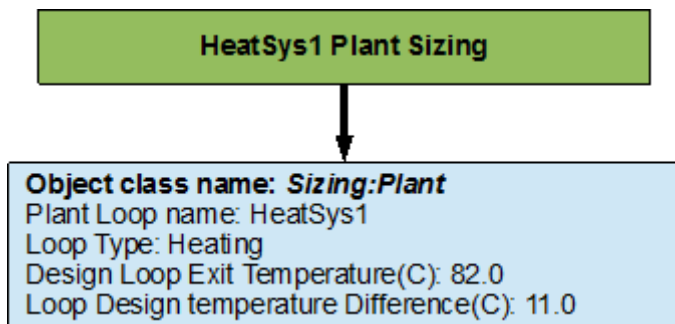 HeatSys1 Plant Sizing
Object class name: Sizing:Plant
Plant Loop name: HeatSys1
Loop Type: Heating
Design Loop Exit Temperature(C): 82.0
Loop Design temperature Difference(C): 11.0